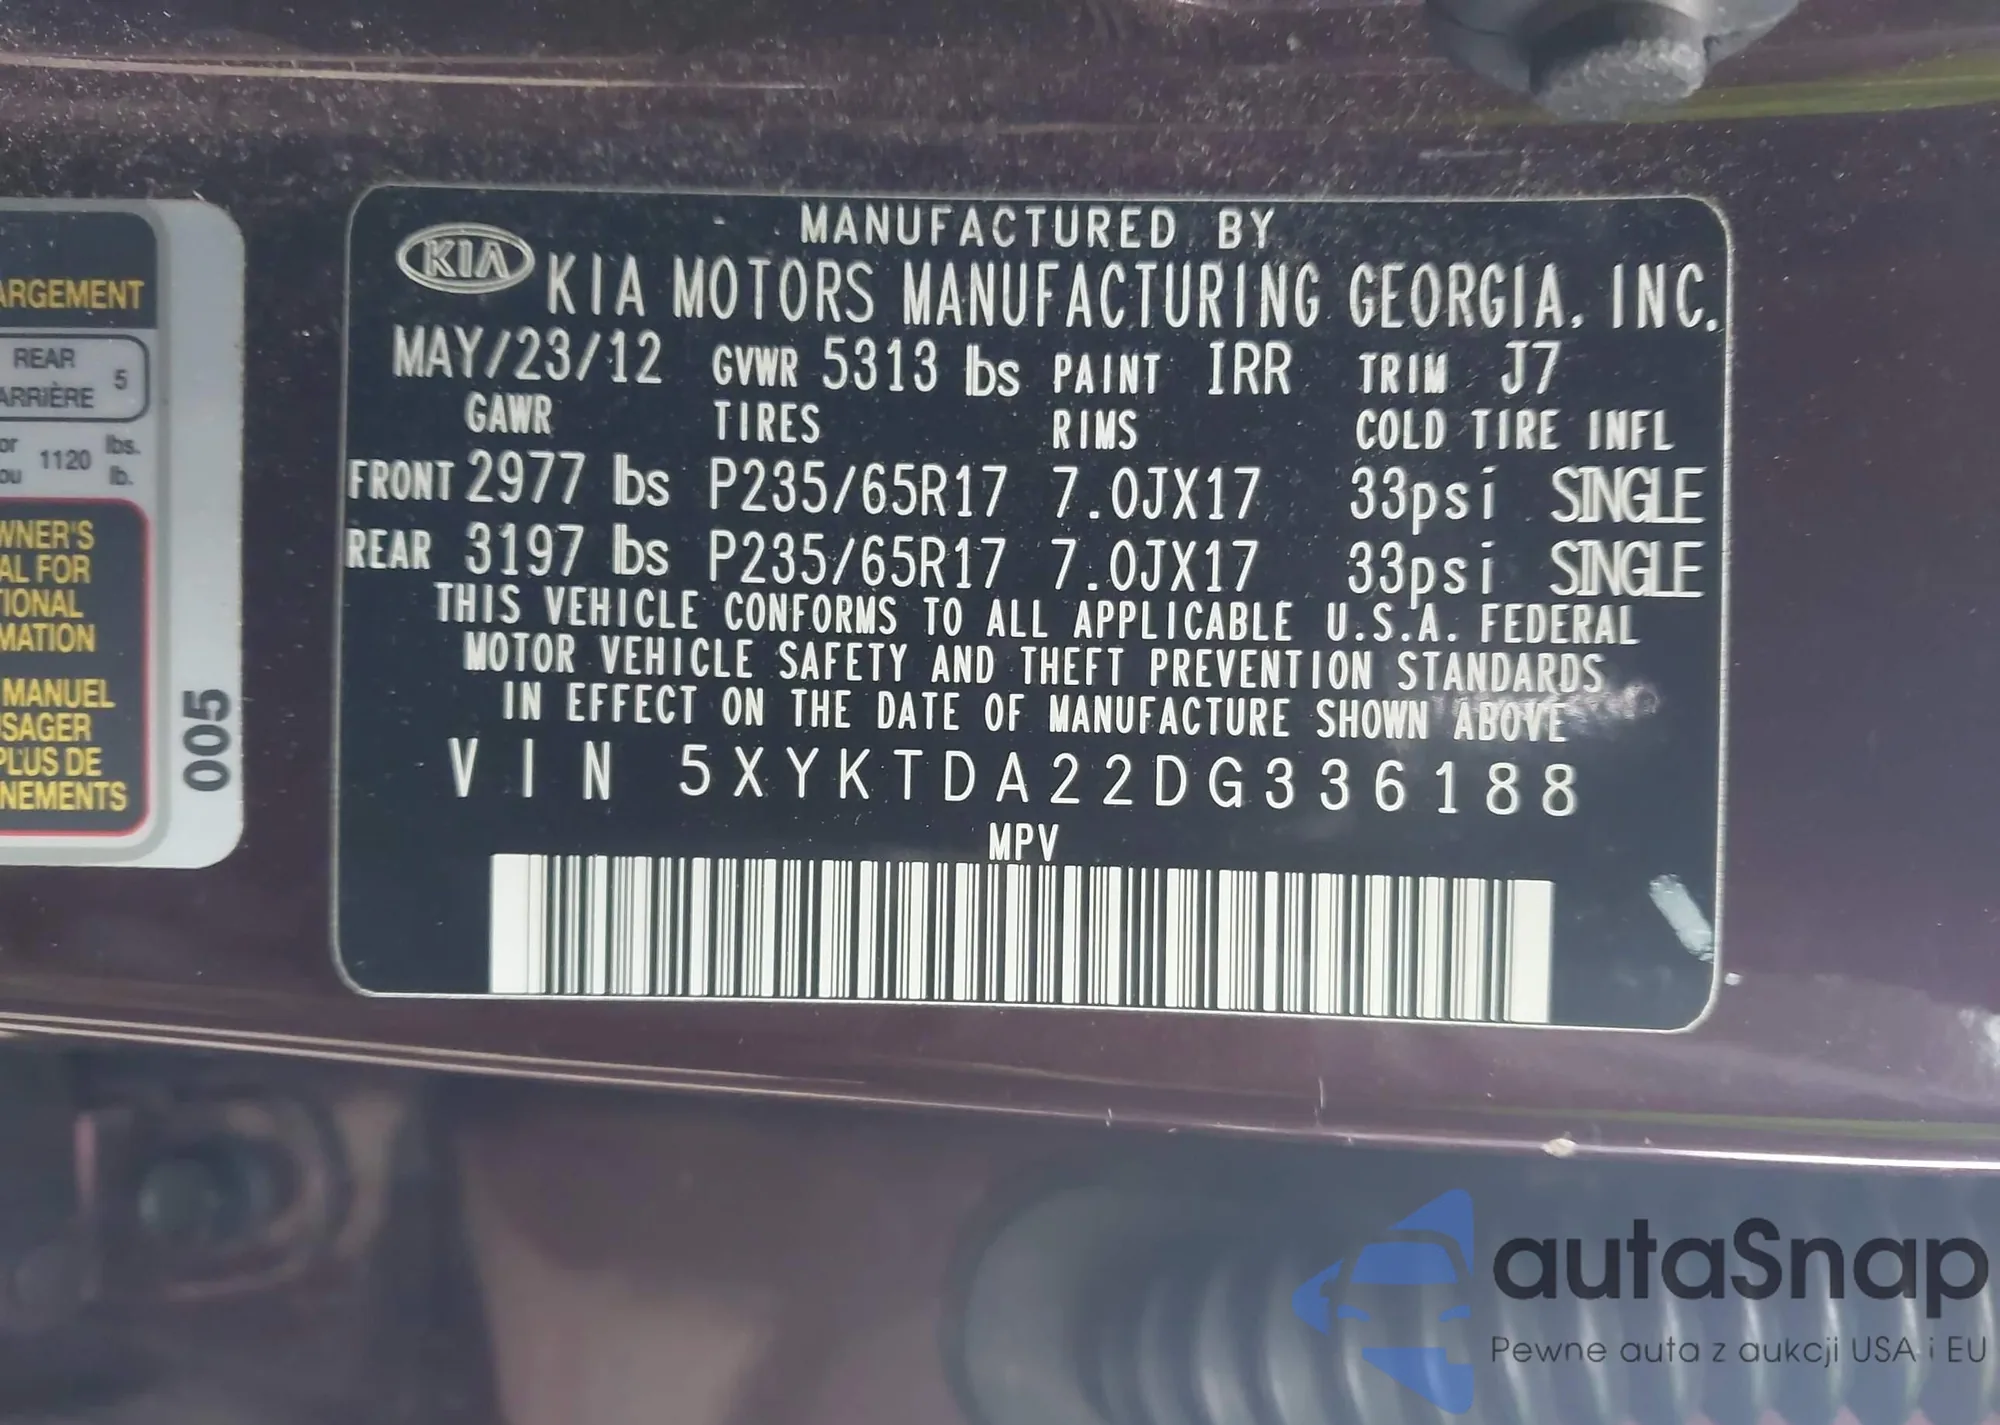 ARGEMENT
REAR
ARRIÈRE 5
or
ou 1120 lbs.
lb.
WNER'S
AL FOR
TIONAL
MATION
MANUEL
USAGER
PLUS DE
NEMENTS
005
KIA
MANUFACTURED BY
KIA MOTORS MANUFACTURING GEORGIA, INC.
MAY/23/12 GVWR 5313 lbs PAINT IRR TRIM J7
GAWR TIRES RIMS COLD TIRE INFL
FRONT 2977 lbs P235/65R17 7.0JX17 33psi SINGLE
REAR 3197 lbs P235/65R17 7.0JX17 33psi SINGLE
THIS VEHICLE CONFORMS TO ALL APPLICABLE U.S.A. FEDERAL
MOTOR VEHICLE SAFETY AND THEFT PREVENTION STANDARDS
IN EFFECT ON THE DATE OF MANUFACTURE SHOWN ABOVE
VIN 5XYKTDA22DG336188
MPV
autaSnap
Pewne auta z aukcji USA i EU